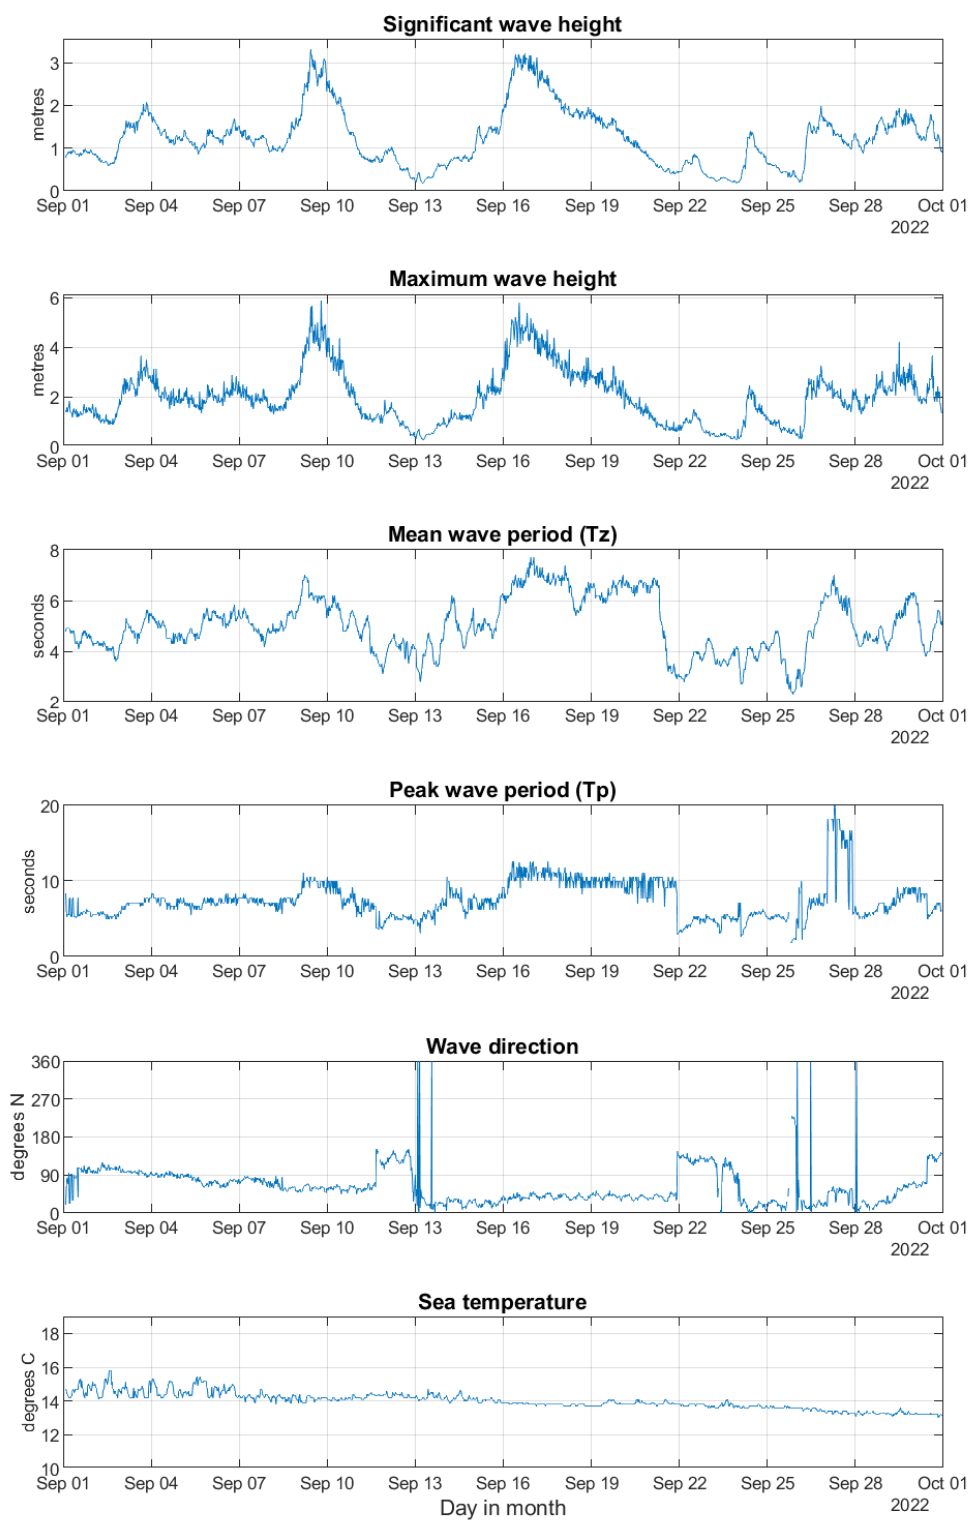 Significant wave height
metres
3
2
1
0
Sep 01 Sep 04 Sep 07 Sep 10 Sep 13 Sep 16 Sep 19 Sep 22 Sep 25 Sep 28 Oct 01
2022
Maximum wave height
metres
6
4
2
0
Sep 01 Sep 04 Sep 07 Sep 10 Sep 13 Sep 16 Sep 19 Sep 22 Sep 25 Sep 28 Oct 01
2022
Mean wave period (Tz)
seconds
8
6
4
2
Sep 01 Sep 04 Sep 07 Sep 10 Sep 13 Sep 16 Sep 19 Sep 22 Sep 25 Sep 28 Oct 01
2022
Peak wave period (Tp)
seconds
20
10
0
Sep 01 Sep 04 Sep 07 Sep 10 Sep 13 Sep 16 Sep 19 Sep 22 Sep 25 Sep 28 Oct 01
2022
Wave direction
degrees N
360
270
180
90
0
Sep 01 Sep 04 Sep 07 Sep 10 Sep 13 Sep 16 Sep 19 Sep 22 Sep 25 Sep 28 Oct 01
2022
Sea temperature
degrees C
18
16
14
12
10
Sep 01 Sep 04 Sep 07 Sep 10 Sep 13 Sep 16 Sep 19 Sep 22 Sep 25 Sep 28 Oct 01
Day in month
2022